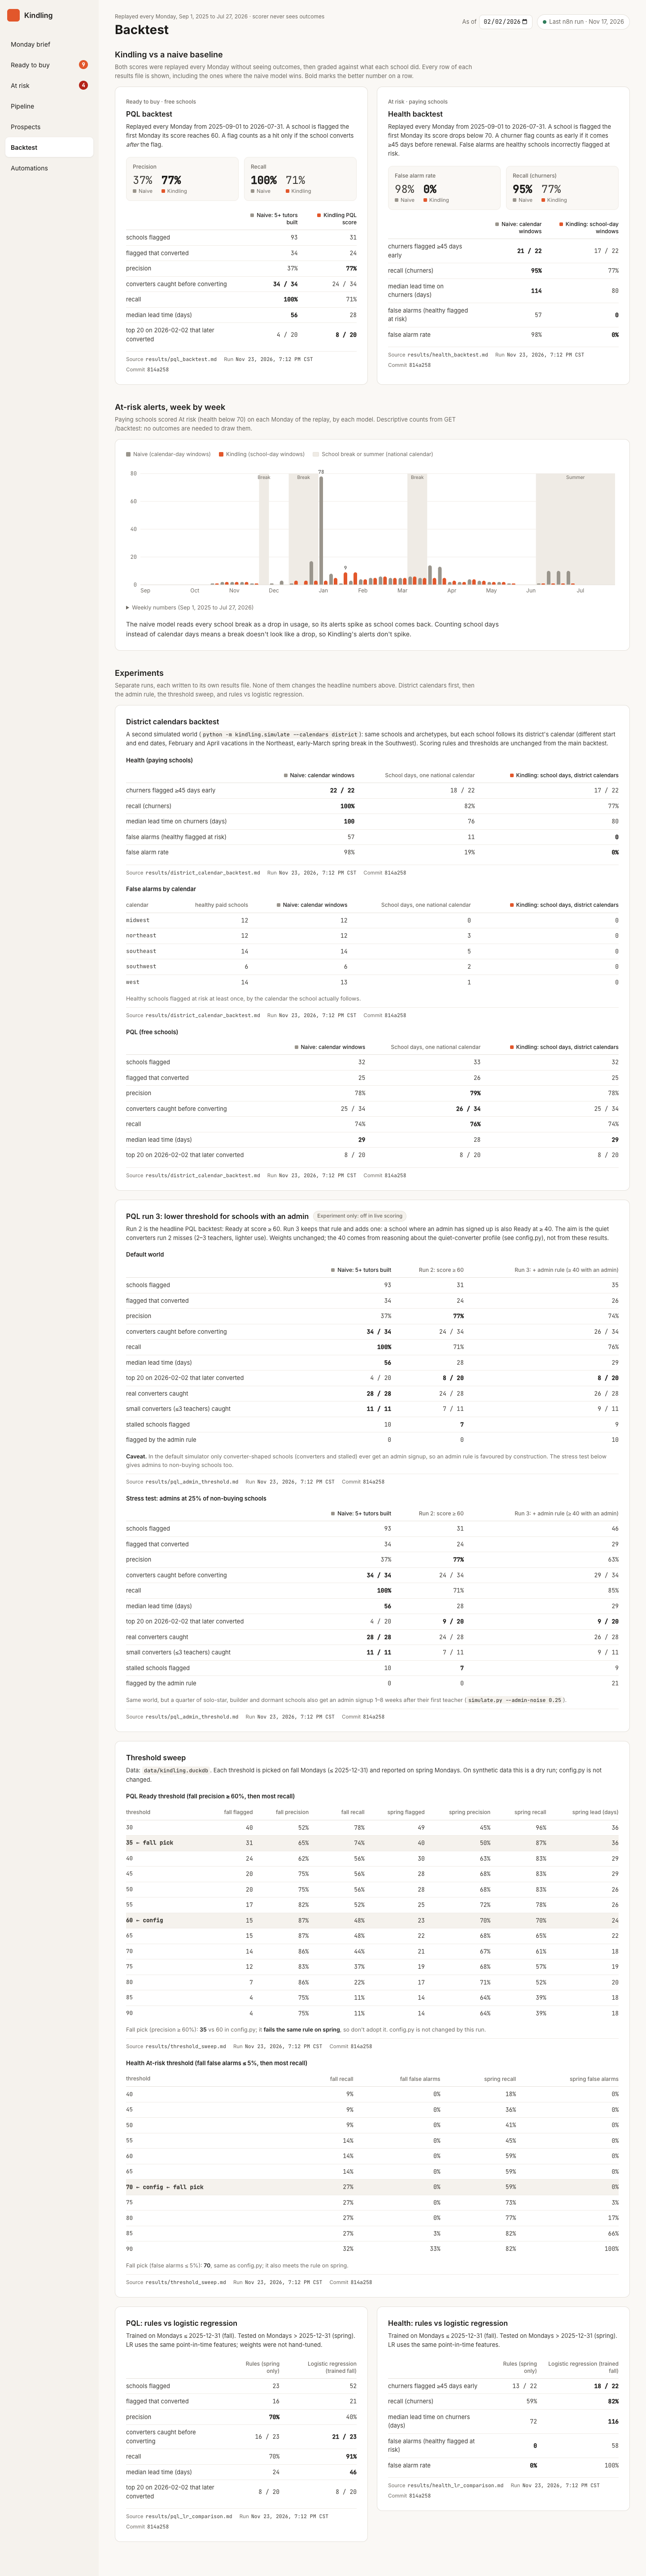 Kindling
Monday brief
Ready to buy 9
At risk 4
Pipeline
Prospects
Backtest
Automations
Replayed every Monday, Sep 1, 2025 to Jul 27, 2026 · scorer never sees outcomes
Backtest
As of 02/02/2026
Last n8n run · Nov 17, 2026
Kindling vs a naive baseline
Both scores were replayed every Monday without seeing outcomes, then graded against what each school did. Every row of each
results file is shown, including the ones where the naive model wins. Bold marks the better number on a row.
Ready to buy · free schools
PQL backtest
Replayed every Monday from 2025-09-01 to 2026-07-31. A school is flagged the
first Monday its score reaches 60. A flag counts as a hit only if the school converts
after the flag.
Precision
37% 77%
Naive Kindling
Recall
100% 71%
Naive Kindling
Naive: 5+ tutors built Kindling PQL score
schools flagged 93 31
flagged that converted 34 24
precision 37% 77%
converters caught before converting 34 / 34 24 / 34
recall 100% 71%
median lead time (days) 56 28
top 20 on 2026-02-02 that later converted 4 / 20 8 / 20
Source results/pql_backtest.md Run Nov 23, 2026, 7:12 PM CST
Commit 814a258
At risk · paying schools
Health backtest
Replayed every Monday from 2025-09-01 to 2026-07-31. A school is flagged the
first Monday its score drops below 70. A churner flag counts as early if it comes
≥45 days before renewal. False alarms are healthy schools incorrectly flagged at
risk.
False alarm rate
98% 0%
Naive Kindling
Recall (churners)
95% 77%
Naive Kindling
Naive: calendar windows Kindling: school-day windows
churners flagged ≥45 days early 21 / 22 17 / 22
recall (churners) 95% 77%
median lead time on churners (days) 114 80
false alarms (healthy flagged at risk) 57 0
false alarm rate 98% 0%
Source results/health_backtest.md Run Nov 23, 2026, 7:12 PM CST
Commit 814a258
At-risk alerts, week by week
Paying schools scored At risk (health below 70) on each Monday of the replay, by each model. Descriptive counts from GET
/backtest: no outcomes are needed to draw them.
Naive (calendar-day windows) Kindling (school-day windows) School break or summer (national calendar)
80
60
40
20
0
Break Break 78 9 Break Summer
Sep Oct Nov Dec Jan Feb Mar Apr May Jun Jul
▶ Weekly numbers (Sep 1, 2025 to Jul 27, 2026)
The naive model reads every school break as a drop in usage, so its alerts spike as school comes back. Counting school days
instead of calendar days means a break doesn't look like a drop, so Kindling's alerts don't spike.
Experiments
Separate runs, each written to its own results file. None of them changes the headline numbers above. District calendars first, then
the admin rule, the threshold sweep, and rules vs logistic regression.
District calendars backtest
A second simulated world (python -m kindling.simulate --calendars district): same schools and archetypes, but each school follows its district's calendar (different start
and end dates, February and April vacations in the Northeast, early-March spring break in the Southwest). Scoring rules and thresholds are unchanged from the main backtest.
Health (paying schools)
Naive: calendar windows School days, one national calendar Kindling: school days, district calendars
churners flagged ≥45 days early 22 / 22 18 / 22 17 / 22
recall (churners) 100% 82% 77%
median lead time on churners (days) 100 76 80
false alarms (healthy flagged at risk) 57 11 0
false alarm rate 98% 19% 0%
Source results/district_calendar_backtest.md Run Nov 23, 2026, 7:12 PM CST Commit 814a258
False alarms by calendar
calendar healthy paid schools Naive: calendar windows School days, one national calendar Kindling: school days, district calendars
midwest 12 12 0 0
northeast 12 12 3 0
southeast 14 14 5 0
southwest 6 6 2 0
west 14 13 1 0
Healthy schools flagged at risk at least once, by the calendar the school actually follows.
Source results/district_calendar_backtest.md Run Nov 23, 2026, 7:12 PM CST Commit 814a258
PQL (free schools)
Naive: calendar windows School days, one national calendar Kindling: school days, district calendars
schools flagged 32 33 32
flagged that converted 25 26 25
precision 78% 79% 78%
converters caught before converting 25 / 34 26 / 34 25 / 34
recall 74% 76% 74%
median lead time (days) 29 28 29
top 20 on 2026-02-02 that later converted 8 / 20 8 / 20 8 / 20
Source results/district_calendar_backtest.md Run Nov 23, 2026, 7:12 PM CST Commit 814a258
PQL run 3: lower threshold for schools with an admin Experiment only: off in live scoring
Run 2 is the headline PQL backtest: Ready at score ≥ 60. Run 3 keeps that rule and adds one: a school where an admin has signed up is also Ready at ≥ 40. The aim is the quiet
converters run 2 misses (2–3 teachers, lighter use). Weights unchanged; the 40 comes from reasoning about the quiet-converter profile (see config.py), not from these results.
Default world
Naive: 5+ tutors built Run 2: score ≥ 60 Run 3: + admin rule (≥ 40 with an admin)
schools flagged 93 31 35
flagged that converted 34 24 26
precision 37% 77% 74%
converters caught before converting 34 / 34 24 / 34 26 / 34
recall 100% 71% 76%
median lead time (days) 56 28 29
top 20 on 2026-02-02 that later converted 4 / 20 8 / 20 8 / 20
real converters caught 28 / 28 24 / 28 26 / 28
small converters (≤3 teachers) caught 11 / 11 7 / 11 9 / 11
stalled schools flagged 10 7 9
flagged by the admin rule 0 0 10
Caveat. In the default simulator only converter-shaped schools (converters and stalled) ever get an admin signup, so an admin rule is favoured by construction. The stress test below
gives admins to non-buying schools too.
Source results/pql_admin_threshold.md Run Nov 23, 2026, 7:12 PM CST Commit 814a258
Stress test: admins at 25% of non-buying schools
Naive: 5+ tutors built Run 2: score ≥ 60 Run 3: + admin rule (≥ 40 with an admin)
schools flagged 93 31 46
flagged that converted 34 24 29
precision 37% 77% 63%
converters caught before converting 34 / 34 24 / 34 29 / 34
recall 100% 71% 85%
median lead time (days) 56 28 29
top 20 on 2026-02-02 that later converted 4 / 20 9 / 20 9 / 20
real converters caught 28 / 28 24 / 28 26 / 28
small converters (≤3 teachers) caught 11 / 11 7 / 11 9 / 11
stalled schools flagged 10 7 9
flagged by the admin rule 0 0 21
Same world, but a quarter of solo-star, builder and dormant schools also get an admin signup 1–8 weeks after their first teacher (simulate.py --admin-noise 0.25).
Source results/pql_admin_threshold.md Run Nov 23, 2026, 7:12 PM CST Commit 814a258
Threshold sweep
Data: data/kindling.duckdb. Each threshold is picked on fall Mondays (≤ 2025-12-31) and reported on spring Mondays. On synthetic data this is a dry run; config.py is not
changed.
PQL Ready threshold (fall precision ≥ 60%, then most recall)
threshold fall flagged fall precision fall recall spring flagged spring precision spring recall spring lead (days)
30 40 52% 78% 49 45% 96% 36
35 ← fall pick 31 65% 74% 40 50% 87% 36
40 24 62% 56% 30 63% 83% 29
45 20 75% 56% 28 68% 83% 29
50 20 75% 56% 28 68% 83% 26
55 17 82% 52% 25 72% 78% 26
60 ← config 15 87% 48% 23 70% 70% 24
65 15 87% 48% 22 68% 65% 22
70 14 86% 44% 21 67% 61% 18
75 12 83% 37% 19 68% 57% 19
80 7 86% 22% 17 71% 52% 20
85 4 75% 11% 14 64% 39% 18
90 4 75% 11% 14 64% 39% 18
Fall pick (precision ≥ 60%): 35 vs 60 in config.py; it fails the same rule on spring, so don't adopt it. config.py is not changed by this run.
Source results/threshold_sweep.md Run Nov 23, 2026, 7:12 PM CST Commit 814a258
Health At-risk threshold (fall false alarms ≤ 5%, then most recall)
threshold fall recall fall false alarms spring recall spring false alarms
40 9% 0% 18% 0%
45 9% 0% 36% 0%
50 9% 0% 41% 0%
55 14% 0% 45% 0%
60 14% 0% 59% 0%
65 14% 0% 59% 0%
70 ← config ← fall pick 27% 0% 59% 0%
75 27% 0% 73% 3%
80 27% 0% 77% 17%
85 27% 3% 82% 66%
90 32% 33% 82% 100%
Fall pick (false alarms ≤ 5%): 70, same as config.py; it also meets the rule on spring.
Source results/threshold_sweep.md Run Nov 23, 2026, 7:12 PM CST Commit 814a258
PQL: rules vs logistic regression
Trained on Mondays ≤ 2025-12-31 (fall). Tested on Mondays > 2025-12-31 (spring).
LR uses the same point-in-time features; weights were not hand-tuned.
Rules (spring only) Logistic regression (trained fall)
schools flagged 23 52
flagged that converted 16 21
precision 70% 40%
converters caught before converting 16 / 23 21 / 23
recall 70% 91%
median lead time (days) 24 46
top 20 on 2026-02-02 that later converted 8 / 20 8 / 20
Source results/pql_lr_comparison.md Run Nov 23, 2026, 7:12 PM CST
Commit 814a258
Health: rules vs logistic regression
Trained on Mondays ≤ 2025-12-31 (fall). Tested on Mondays > 2025-12-31 (spring).
LR uses the same point-in-time features.
Rules (spring only) Logistic regression (trained fall)
churners flagged ≥45 days early 13 / 22 18 / 22
recall (churners) 59% 82%
median lead time on churners (days) 72 116
false alarms (healthy flagged at risk) 0 58
false alarm rate 0% 100%
Source results/health_lr_comparison.md Run Nov 23, 2026, 7:12 PM CST
Commit 814a258